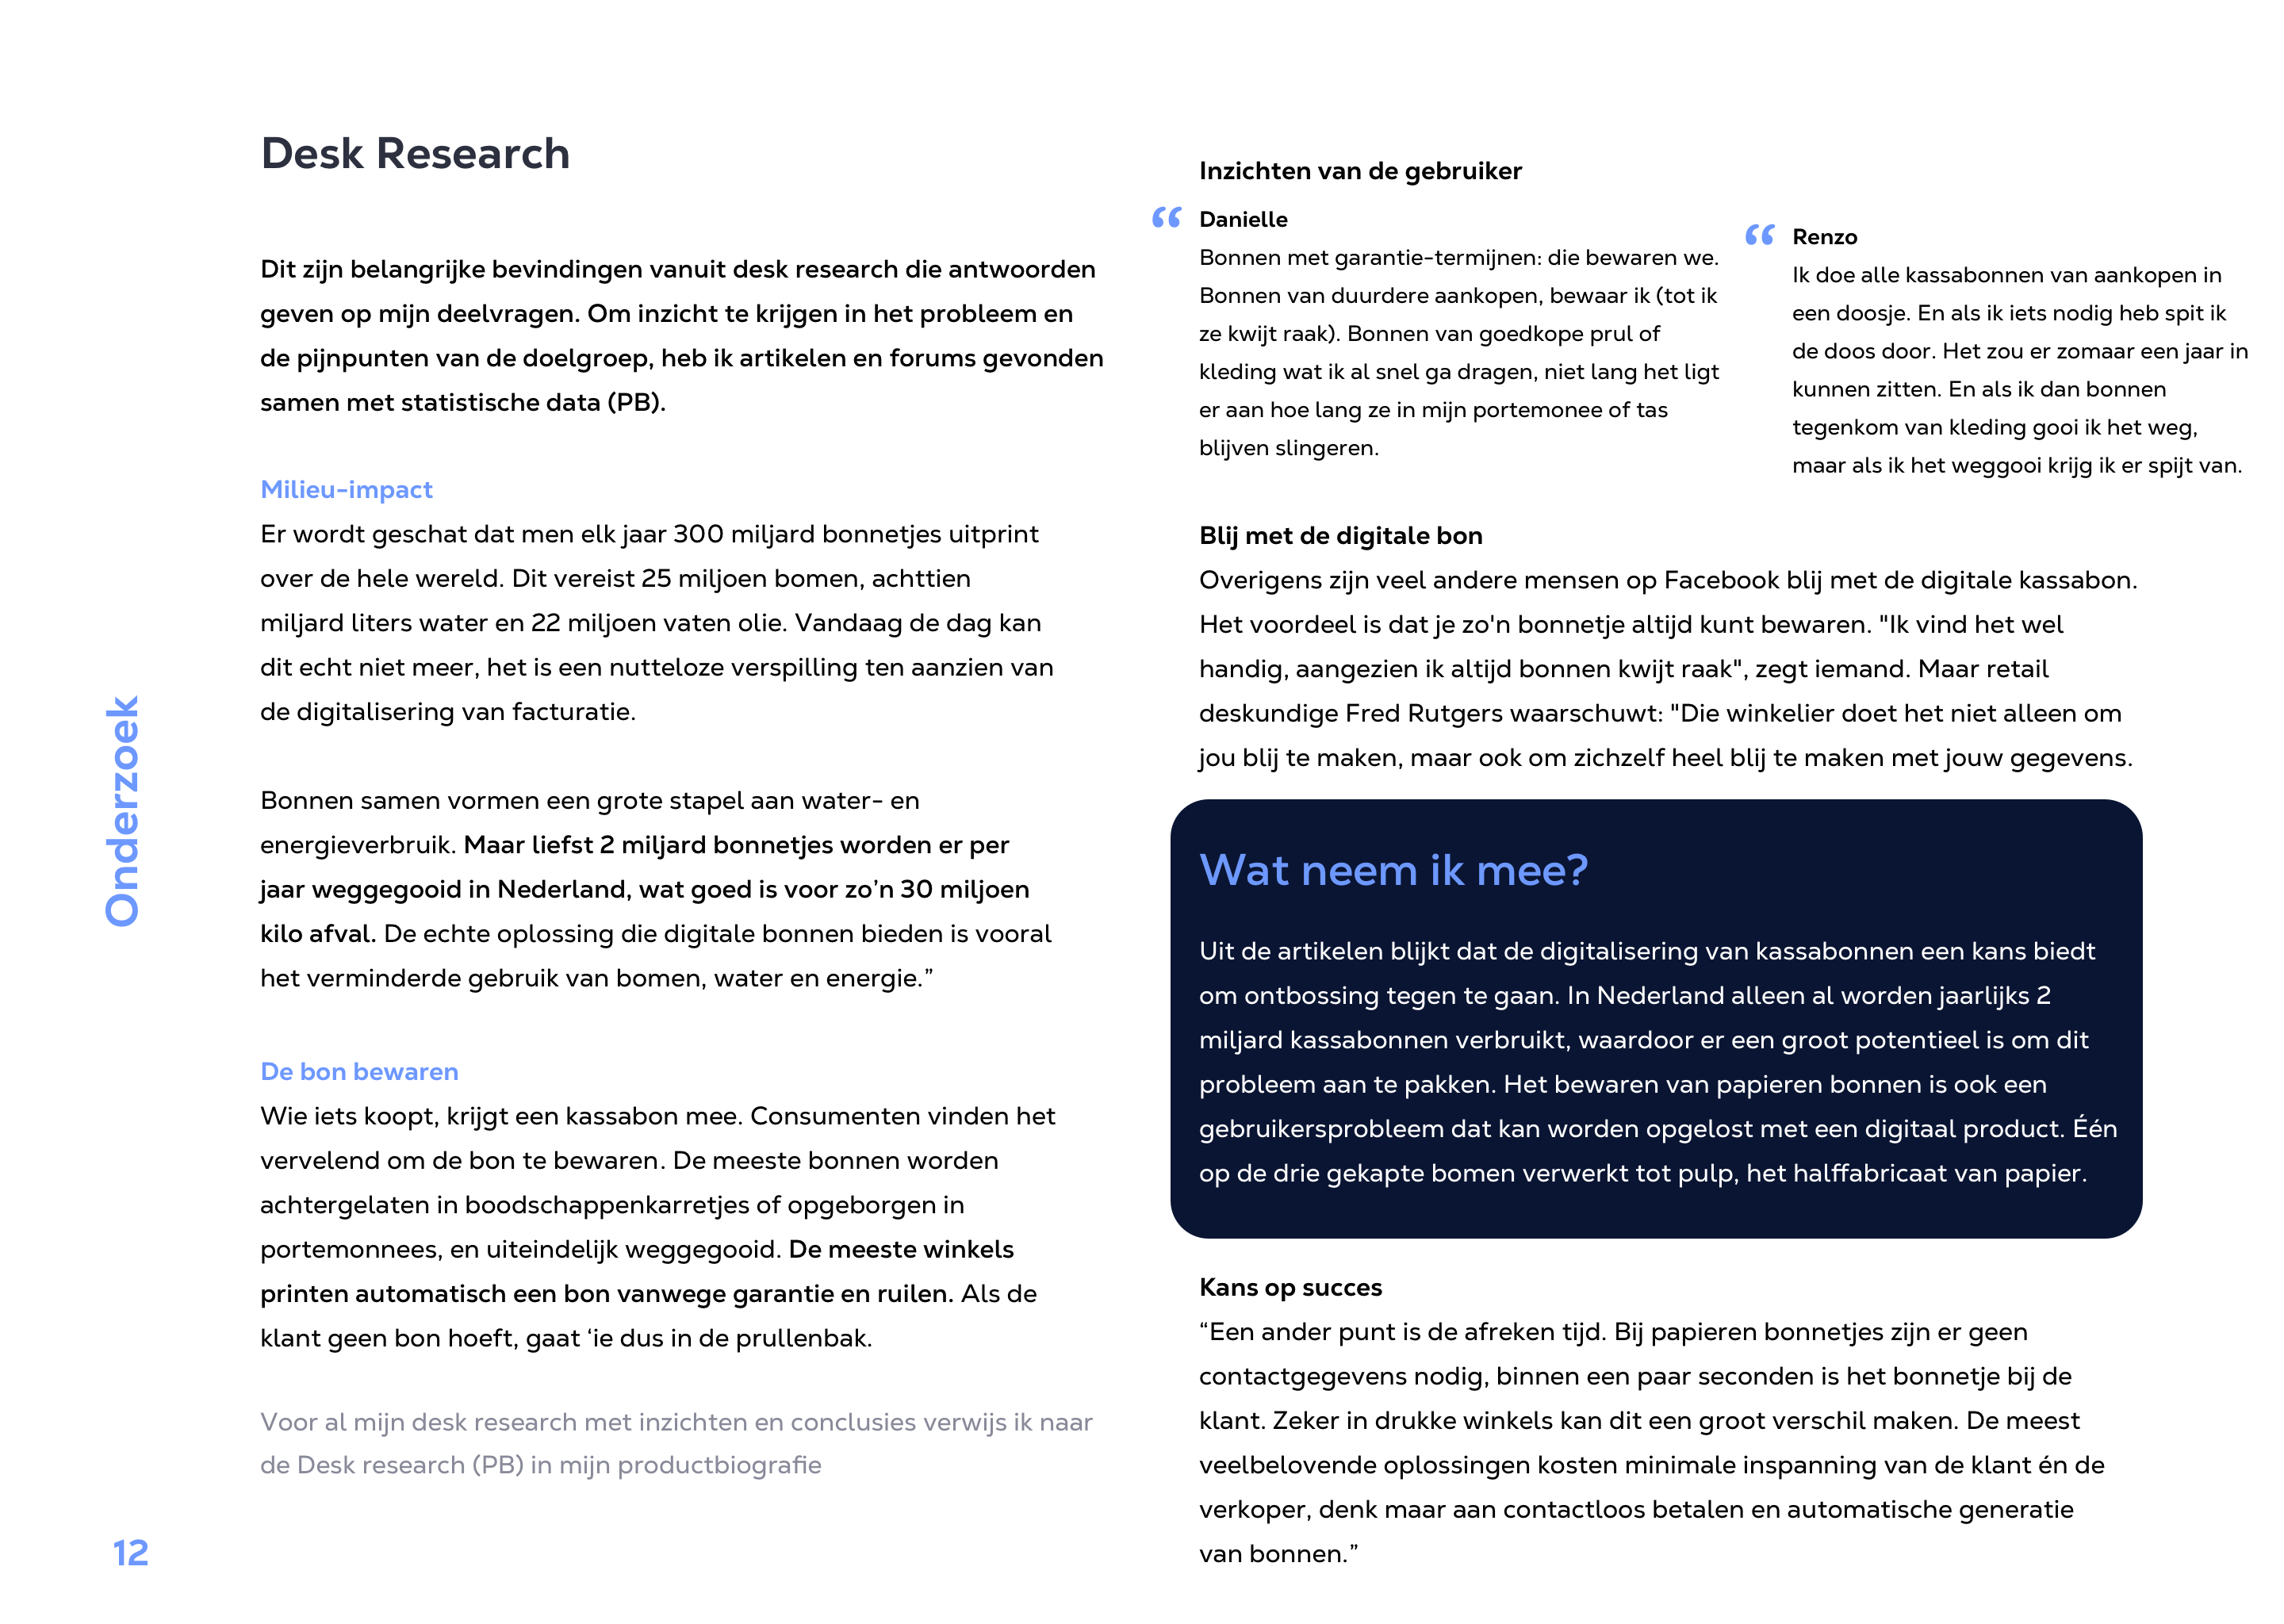 Desk Research
Dit zijn belangrijke bevindingen vanuit desk research die antwoorden
geven op mijn deelvragen. Om inzicht te krijgen in het probleem en
de pijnpunten van de doelgroep, heb ik artikelen en forums gevonden
samen met statistische data (PB).
Milieu-impact
Er wordt geschat dat men elk jaar 300 miljard bonnetjes uitprint
over de hele wereld. Dit vereist 25 miljoen bomen, achttien
miljard liters water en 22 miljoen vaten olie. Vandaag de dag kan
dit echt niet meer, het is een nutteloze verspilling ten aanzien van
de digitalisering van facturatie.
Bonnen samen vormen een grote stapel aan water- en
energieverbruik. Maar liefst 2 miljard bonnetjes worden er per
jaar weggegooid in Nederland, wat goed is voor zo’n 30 miljoen
kilo afval. De echte oplossing die digitale bonnen bieden is vooral
het verminderde gebruik van bomen, water en energie.”
De bon bewaren
Wie iets koopt, krijgt een kassabon mee. Consumenten vinden het
vervelend om de bon te bewaren. De meeste bonnen worden
achtergelaten in boodschappenkarretjes of opgeborgen in
portemonnees, en uiteindelijk weggegooid. De meeste winkels
printen automatisch een bon vanwege garantie en ruilen. Als de
klant geen bon hoeft, gaat ‘ie dus in de prullenbak.
Voor al mijn desk research met inzichten en conclusies verwijs ik naar
de Desk research (PB) in mijn productbiografie
Onderzoek
12
Inzichten van de gebruiker
“ Danielle
Bonnen met garantie-termijnen: die bewaren we.
Bonnen van duurdere aankopen, bewaar ik (tot ik
ze kwijt raak). Bonnen van goedkope prul of
kleding wat ik al snel ga dragen, niet lang het ligt
er aan hoe lang ze in mijn portemonee of tas
blijven slingeren.
“ Renzo
Ik doe alle kassabonnen van aankopen in
een doosje. En als ik iets nodig heb spit ik
de doos door. Het zou er zomaar een jaar in
kunnen zitten. En als ik dan bonnen
tegenkom van kleding gooi ik het weg,
maar als ik het weggooi krijg ik er spijt van.
Blij met de digitale bon
Overigens zijn veel andere mensen op Facebook blij met de digitale kassabon.
Het voordeel is dat je zo'n bonnetje altijd kunt bewaren. "Ik vind het wel
handig, aangezien ik altijd bonnen kwijt raak", zegt iemand. Maar retail
deskundige Fred Rutgers waarschuwt: "Die winkelier doet het niet alleen om
jou blij te maken, maar ook om zichzelf heel blij te maken met jouw gegevens.
Wat neem ik mee?
Uit de artikelen blijkt dat de digitalisering van kassabonnen een kans biedt
om ontbossing tegen te gaan. In Nederland alleen al worden jaarlijks 2
miljard kassabonnen verbruikt, waardoor er een groot potentieel is om dit
probleem aan te pakken. Het bewaren van papieren bonnen is ook een
gebruikersprobleem dat kan worden opgelost met een digitaal product. Één
op de drie gekapte bomen verwerkt tot pulp, het halffabricaat van papier.
Kans op succes
“Een ander punt is de afreken tijd. Bij papieren bonnetjes zijn er geen
contactgegevens nodig, binnen een paar seconden is het bonnetje bij de
klant. Zeker in drukke winkels kan dit een groot verschil maken. De meest
veelbelovende oplossingen kosten minimale inspanning van de klant én de
verkoper, denk maar aan contactloos betalen en automatische generatie
van bonnen.”